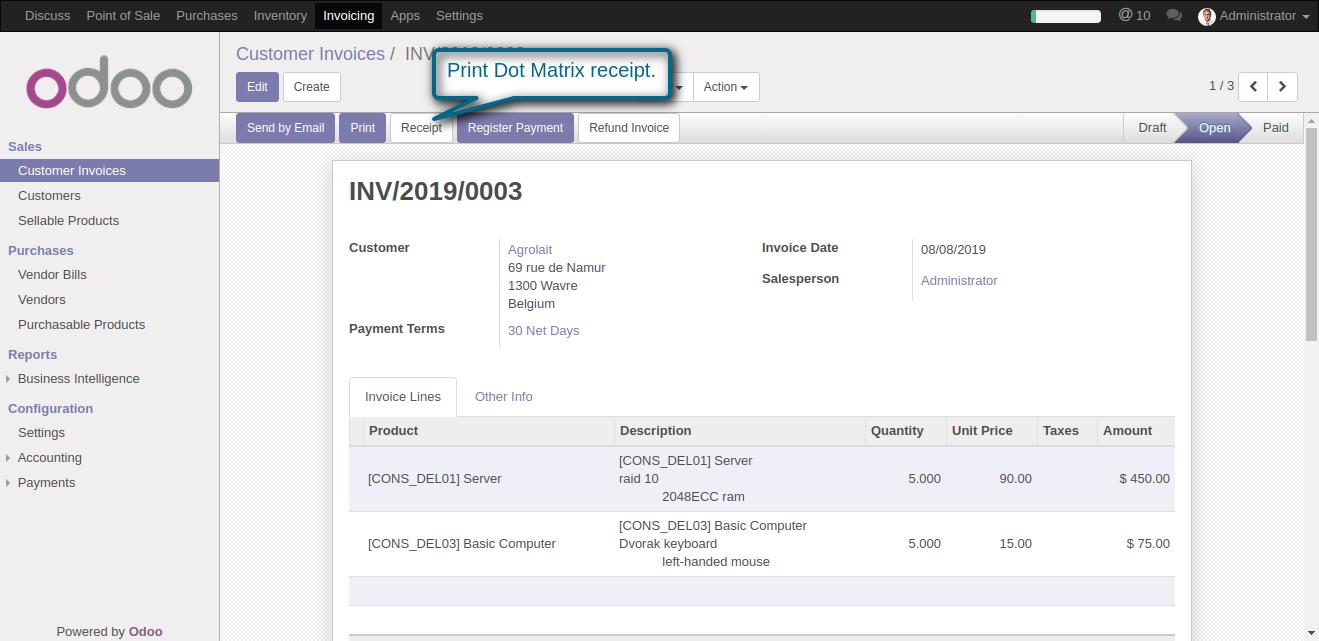 Discuss Point of Sale Purchases Inventory Invoicing Apps Settings @ 10 Administrator
odoo
Sales
Customer Invoices
Customers
Sellable Products
Purchases
Vendor Bills
Vendors
Purchasable Products
Reports
Business Intelligence
Configuration
Settings
Accounting
Payments
Powered by Odoo
Customer Invoices / INV/
Print Dot Matrix receipt.
Edit Create Action 1 / 3
Send by Email Print Receipt Register Payment Refund Invoice Draft Open Paid
INV/2019/0003
Customer Agrolait
69 rue de Namur
1300 Wavre
Belgium
Payment Terms 30 Net Days
Invoice Date 08/08/2019
Salesperson Administrator
Invoice Lines Other Info
Product Description Quantity Unit Price Taxes Amount
[CONS_DEL01] Server
[CONS_DEL01] Server
raid 10
2048ECC ram
5.000 90.00 $ 450.00
[CONS_DEL03] Basic Computer
[CONS_DEL03] Basic Computer
Dvorak keyboard
left-handed mouse
5.000 15.00 $ 75.00